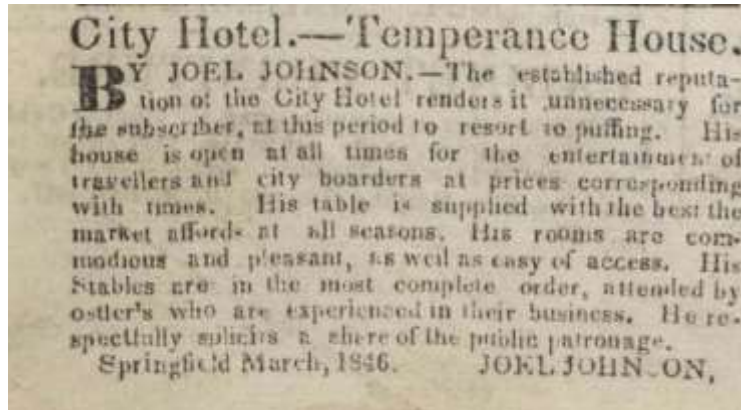 City Hotel.—Temperance House.
BY JOEL JOHNSON.—The established reputa-
tion of the City Hotel renders it unnecessary for
the subscriber, at this period to resort to puffing. His
house is open at all times for the entertainment of
travellers and city boarders at prices corresponding
with times. His table is supplied with the best the
market affords at all seasons. His rooms are com-
modious and pleasant, as well as easy of access. His
Stables are in the most complete order, attended by
ostler's who are experienced in their business. He re-
spectfully solicits a share of the public patronage.
Springfield March, 1846. JOEL JOHNSON,